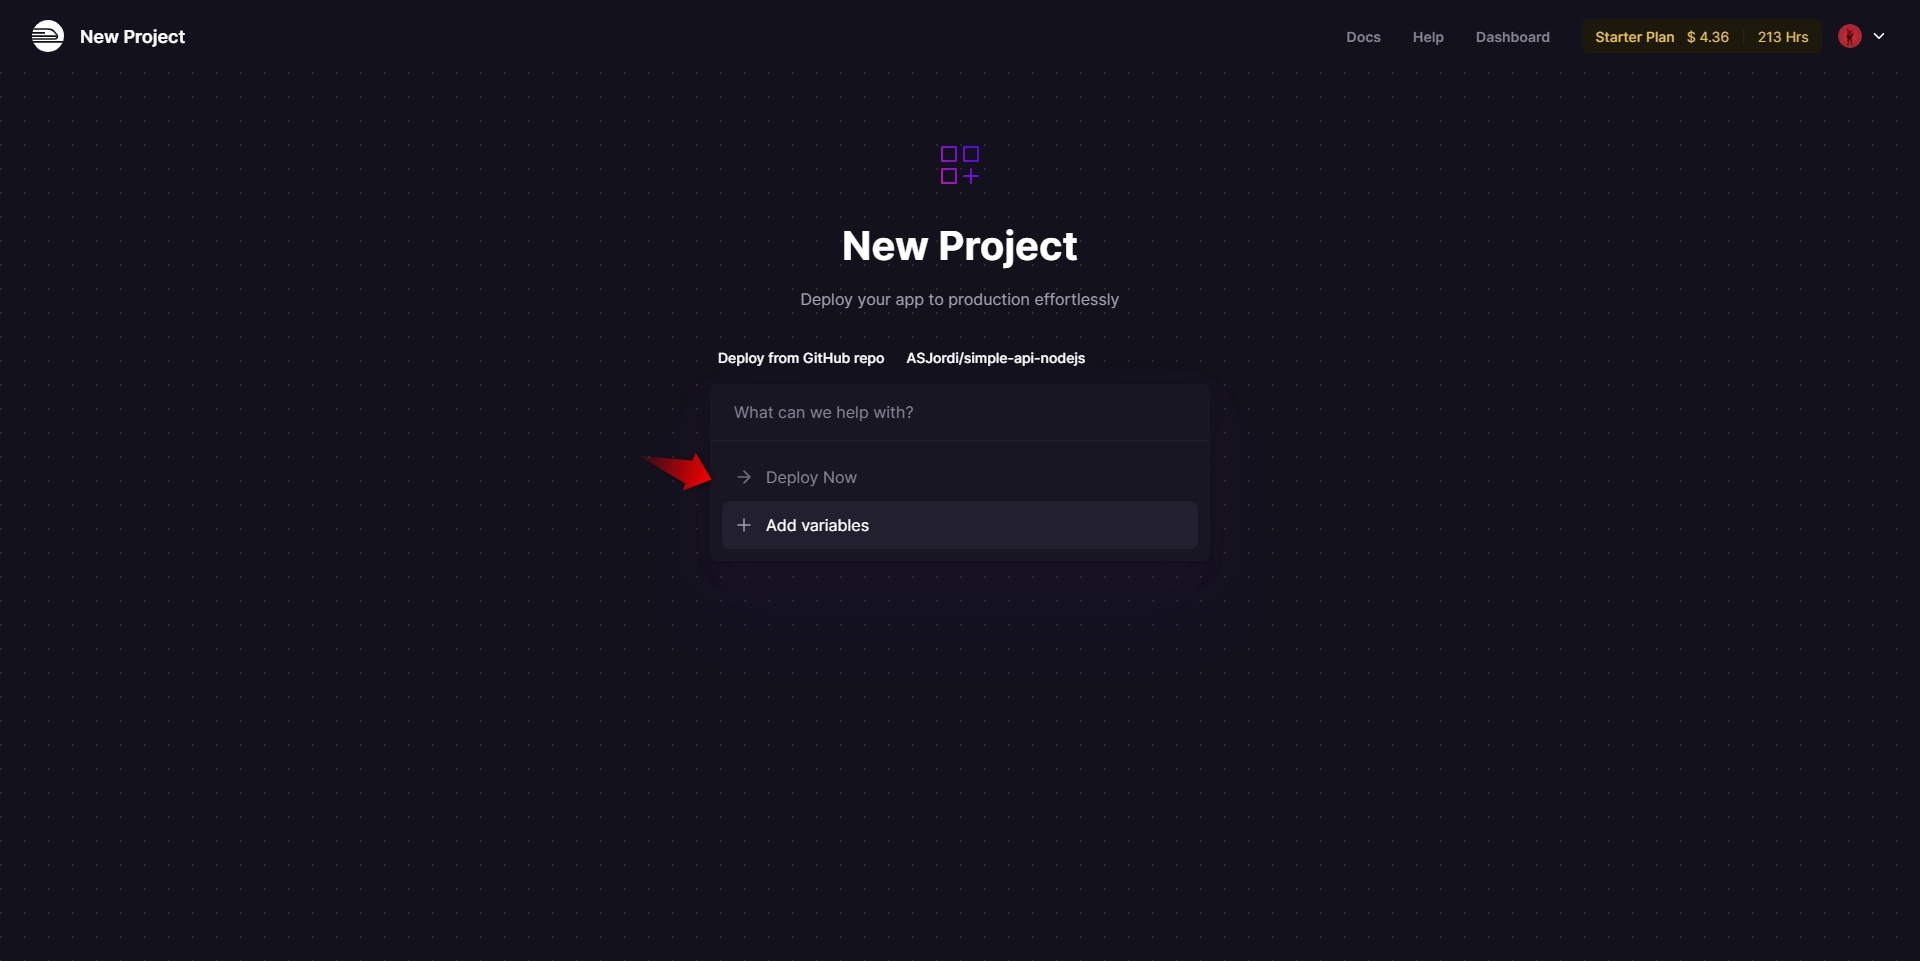 New Project
Docs Help Dashboard Starter Plan $ 4.36 213 Hrs
New Project
Deploy your app to production effortlessly
Deploy from GitHub repo ASJordi/simple-api-nodejs
What can we help with?
Deploy Now
Add variables